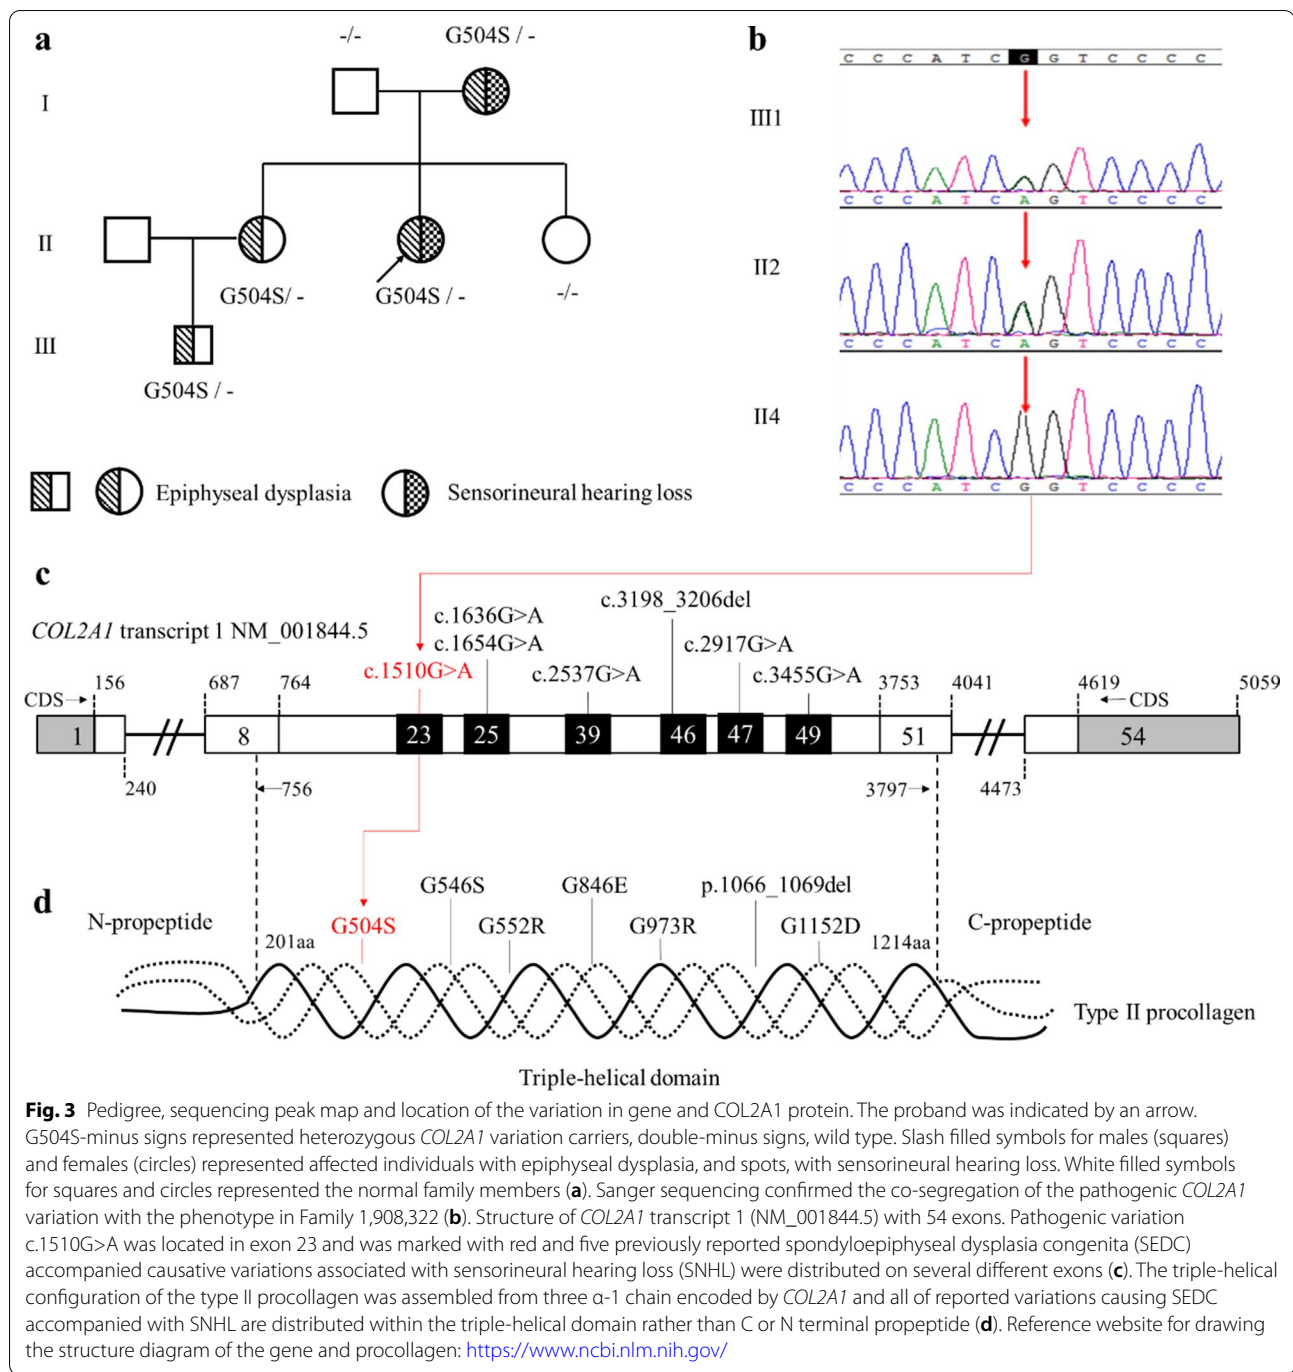 a
-/-
G504S / -
I
II
G504S/ -
G504S / -
-/-
III
G504S / -
Epiphyseal dysplasia
Sensorineural hearing loss
b
C C C A T C G G T C C C C
III1
C C C A T C A G T C C C C
II2
C C C A T C A G T C C C C
II4
C C C A T C G G T C C C C
c
COL2A1 transcript 1 NM_001844.5
c.1510G>A
c.1636G>A
c.1654G>A
c.2537G>A
c.3198_3206del
c.2917G>A
c.3455G>A
CDS→
156
687
764
3753
4041
4619
←CDS
5059
1
8
23
25
39
46
47
49
51
54
240
←756
3797→
4473
d
N-propeptide
201aa
G504S
G546S
G552R
G846E
G973R
p.1066_1069del
G1152D
1214aa
C-propeptide
Type II procollagen
Triple-helical domain
Fig. 3 Pedigree, sequencing peak map and location of the variation in gene and COL2A1 protein. The proband was indicated by an arrow.
G504S-minus signs represented heterozygous COL2A1 variation carriers, double-minus signs, wild type. Slash filled symbols for males (squares)
and females (circles) represented affected individuals with epiphyseal dysplasia, and spots, with sensorineural hearing loss. White filled symbols
for squares and circles represented the normal family members (a). Sanger sequencing confirmed the co-segregation of the pathogenic COL2A1
variation with the phenotype in Family 1,908,322 (b). Structure of COL2A1 transcript 1 (NM_001844.5) with 54 exons. Pathogenic variation
c.1510G>A was located in exon 23 and was marked with red and five previously reported spondyloepiphyseal dysplasia congenita (SEDC)
accompanied causative variations associated with sensorineural hearing loss (SNHL) were distributed on several different exons (c). The triple-helical
configuration of the type II procollagen was assembled from three α-1 chain encoded by COL2A1 and all of reported variations causing SEDC
accompanied with SNHL are distributed within the triple-helical domain rather than C or N terminal propeptide (d). Reference website for drawing
the structure diagram of the gene and procollagen: https://www.ncbi.nlm.nih.gov/